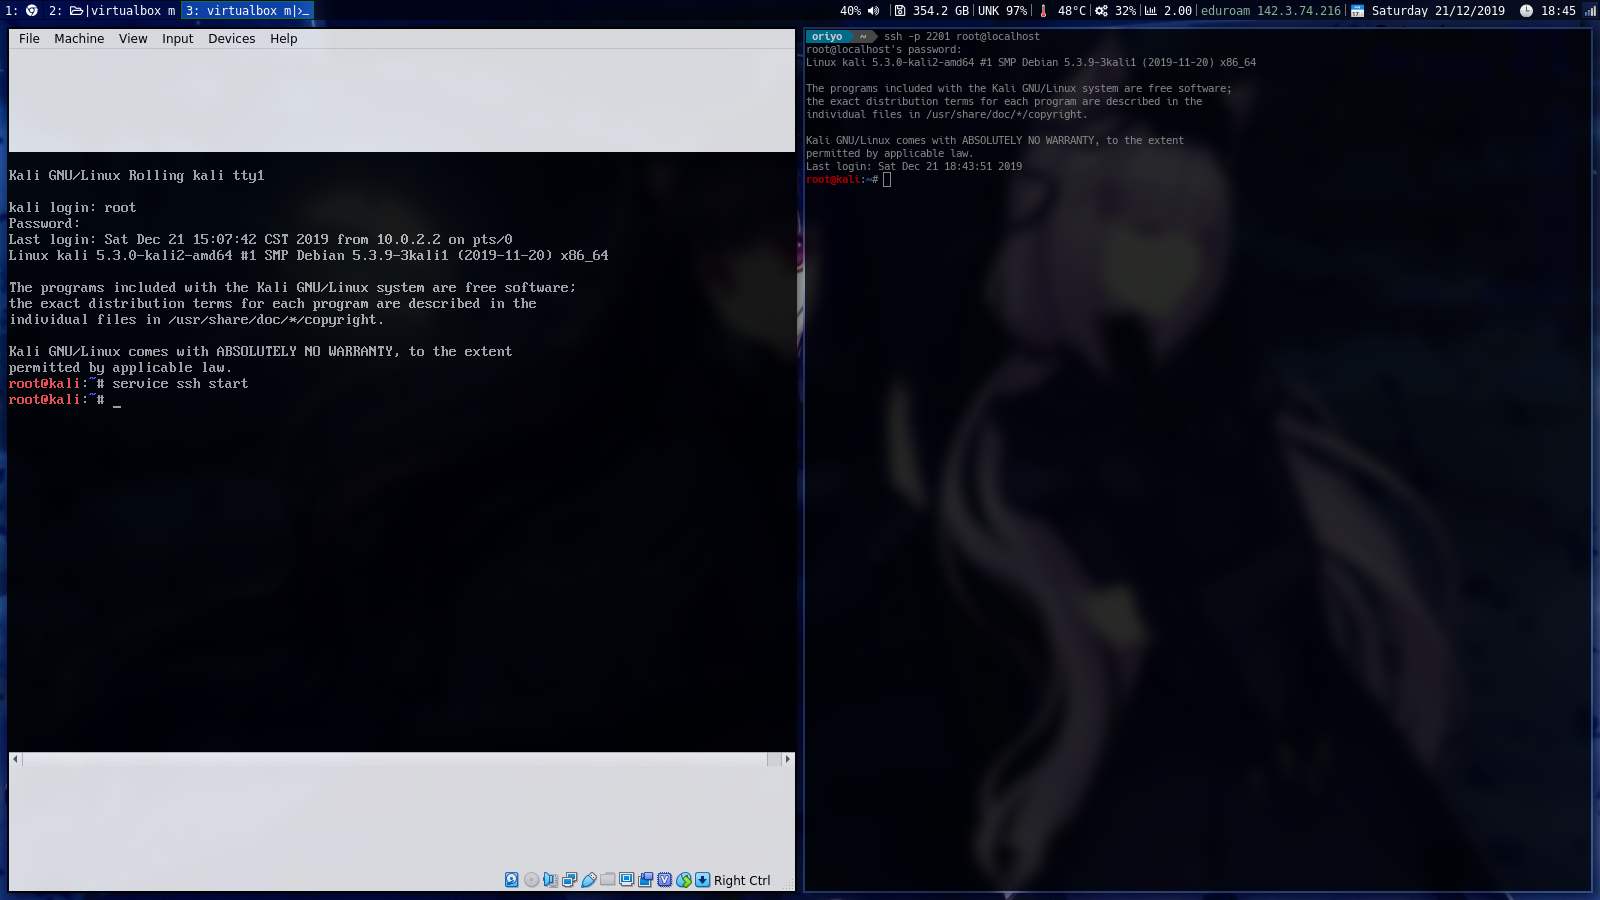 1: 2: |virtualbox m 3: virtualbox m|>_ 40% 354.2 GB UNK 97% 48°C 32% 2.00 eduroam 142.3.74.216 Saturday 21/12/2019 18:45
File Machine View Input Devices Help
Kali GNU/Linux Rolling kali tty1
kali login: root
Password:
Last login: Sat Dec 21 15:07:42 CST 2019 from 10.0.2.2 on pts/0
Linux kali 5.3.0-kali2-amd64 #1 SMP Debian 5.3.9-3kali1 (2019-11-20) x86_64
The programs included with the Kali GNU/Linux system are free software;
the exact distribution terms for each program are described in the
individual files in /usr/share/doc/*/copyright.
Kali GNU/Linux comes with ABSOLUTELY NO WARRANTY, to the extent
permitted by applicable law.
root@kali:~# service ssh start
root@kali:~# _
Right Ctrl
oriyo ~ ssh -p 2201 root@localhost
root@localhost's password:
Linux kali 5.3.0-kali2-amd64 #1 SMP Debian 5.3.9-3kali1 (2019-11-20) x86_64
The programs included with the Kali GNU/Linux system are free software;
the exact distribution terms for each program are described in the
individual files in /usr/share/doc/*/copyright.
Kali GNU/Linux comes with ABSOLUTELY NO WARRANTY, to the extent
permitted by applicable law.
Last login: Sat Dec 21 18:43:51 2019
root@kali:~#